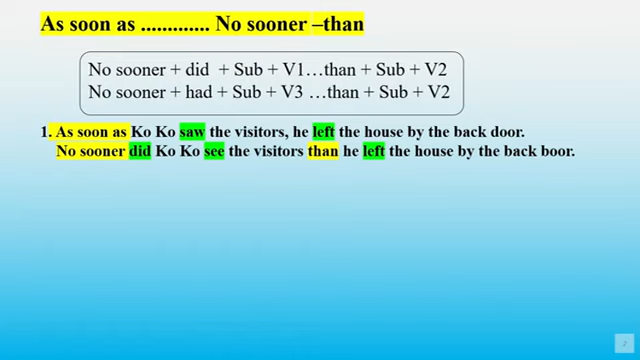 As soon as ............. No sooner –than
No sooner + did + Sub + V1…than + Sub + V2
No sooner + had + Sub + V3 …than + Sub + V2
1. As soon as Ko Ko saw the visitors, he left the house by the back door.
No sooner did Ko Ko see the visitors than he left the house by the back boor.
2